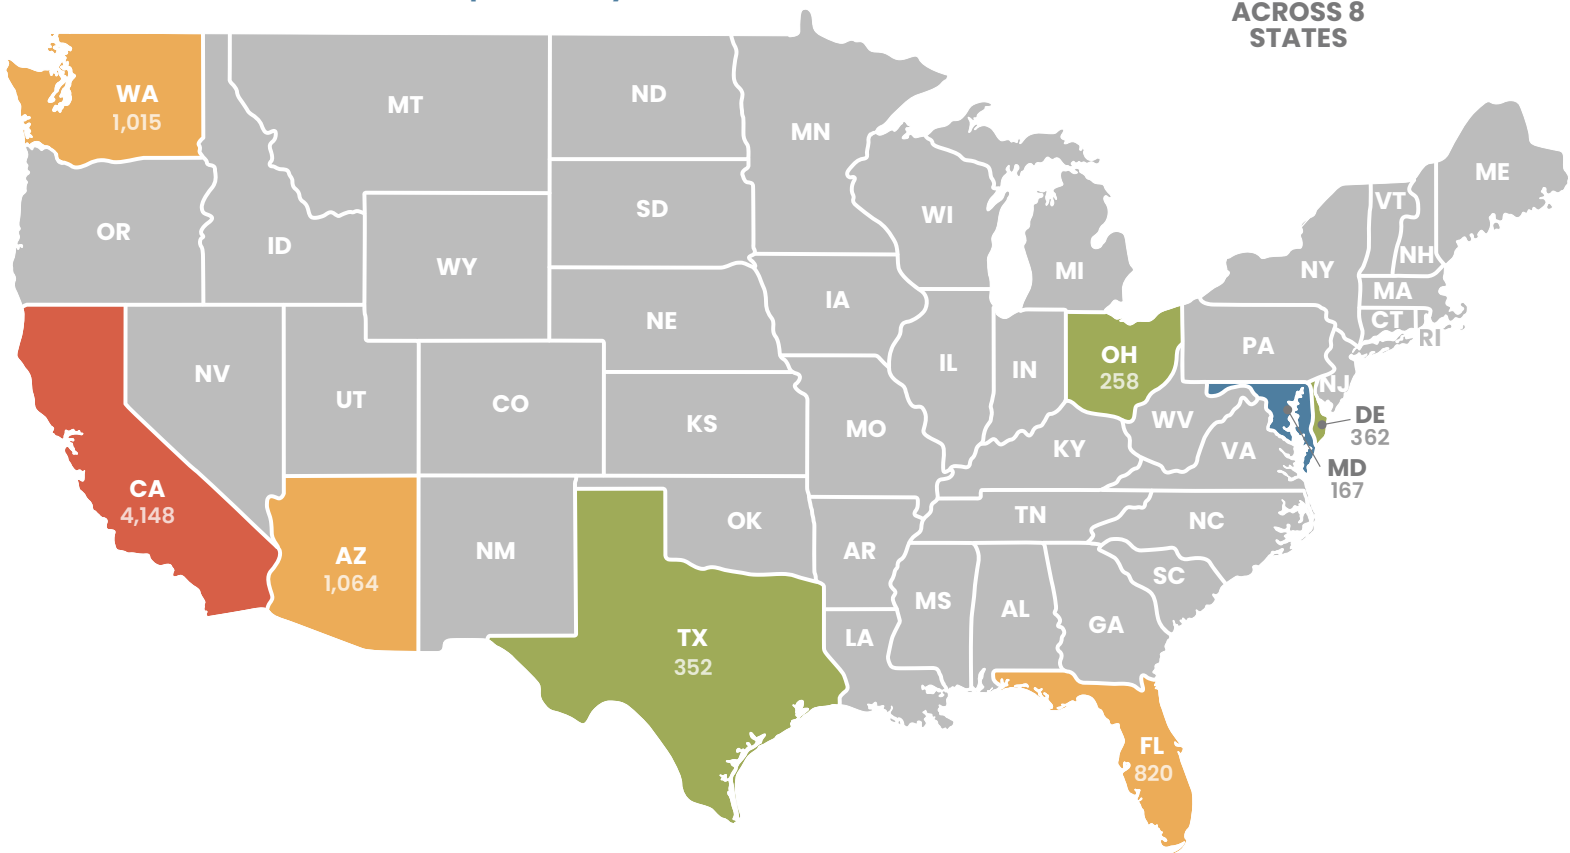 ACROSS 8
STATES
WA
1,015
MT
ND
MN
ME
OR
ID
WY
SD
WI
MI
NY
VT
NH
MA
CT
RI
NE
IA
NV
UT
CO
KS
MO
IL
IN
OH
258
PA
NJ
DE
362
MD
167
WV
VA
KY
CA
4,148
AZ
1,064
NM
OK
AR
TN
NC
SC
MS
AL
GA
LA
TX
352
FL
820